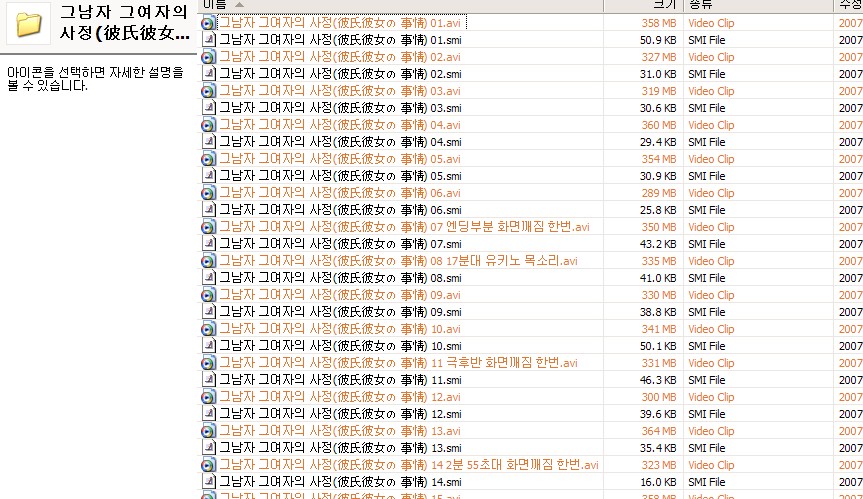 그남자 그여자의
사정(彼氏彼女...
아이콘을 선택하면 자세한 설명을
볼 수 있습니다.
이름 크기 종류 수정
그남자 그여자의 사정(彼氏彼女の 事情) 01.avi 358 MB Video Clip 2007
그남자 그여자의 사정(彼氏彼女の 事情) 01.smi 50.9 KB SMI File 2007
그남자 그여자의 사정(彼氏彼女の 事情) 02.avi 327 MB Video Clip 2007
그남자 그여자의 사정(彼氏彼女の 事情) 02.smi 31.0 KB SMI File 2007
그남자 그여자의 사정(彼氏彼女の 事情) 03.avi 319 MB Video Clip 2007
그남자 그여자의 사정(彼氏彼女の 事情) 03.smi 30.6 KB SMI File 2007
그남자 그여자의 사정(彼氏彼女の 事情) 04.avi 360 MB Video Clip 2007
그남자 그여자의 사정(彼氏彼女の 事情) 04.smi 29.4 KB SMI File 2007
그남자 그여자의 사정(彼氏彼女の 事情) 05.avi 354 MB Video Clip 2007
그남자 그여자의 사정(彼氏彼女の 事情) 05.smi 30.9 KB SMI File 2007
그남자 그여자의 사정(彼氏彼女の 事情) 06.avi 289 MB Video Clip 2007
그남자 그여자의 사정(彼氏彼女の 事情) 06.smi 25.8 KB SMI File 2007
그남자 그여자의 사정(彼氏彼女の 事情) 07 엔딩부분 화면깨짐 한번.avi 350 MB Video Clip 2007
그남자 그여자의 사정(彼氏彼女の 事情) 07.smi 43.2 KB SMI File 2007
그남자 그여자의 사정(彼氏彼女の 事情) 08 17분대 유키노 목소리.avi 335 MB Video Clip 2007
그남자 그여자의 사정(彼氏彼女の 事情) 08.smi 41.0 KB SMI File 2007
그남자 그여자의 사정(彼氏彼女の 事情) 09.avi 330 MB Video Clip 2007
그남자 그여자의 사정(彼氏彼女の 事情) 09.smi 38.8 KB SMI File 2007
그남자 그여자의 사정(彼氏彼女の 事情) 10.avi 341 MB Video Clip 2007
그남자 그여자의 사정(彼氏彼女の 事情) 10.smi 50.1 KB SMI File 2007
그남자 그여자의 사정(彼氏彼女の 事情) 11 극후반 화면깨짐 한번.avi 331 MB Video Clip 2007
그남자 그여자의 사정(彼氏彼女の 事情) 11.smi 46.3 KB SMI File 2007
그남자 그여자의 사정(彼氏彼女の 事情) 12.avi 300 MB Video Clip 2007
그남자 그여자의 사정(彼氏彼女の 事情) 12.smi 39.6 KB SMI File 2007
그남자 그여자의 사정(彼氏彼女の 事情) 13.avi 364 MB Video Clip 2007
그남자 그여자의 사정(彼氏彼女の 事情) 13.smi 35.4 KB SMI File 2007
그남자 그여자의 사정(彼氏彼女の 事情) 14 2분 55초대 화면깨짐 한번.avi 323 MB Video Clip 2007
그남자 그여자의 사정(彼氏彼女の 事情) 14.smi 16.0 KB SMI File 2007
그남자 그여자의 사정(彼氏彼女の 事情) 15.avi 358 MB Video Clip 2007